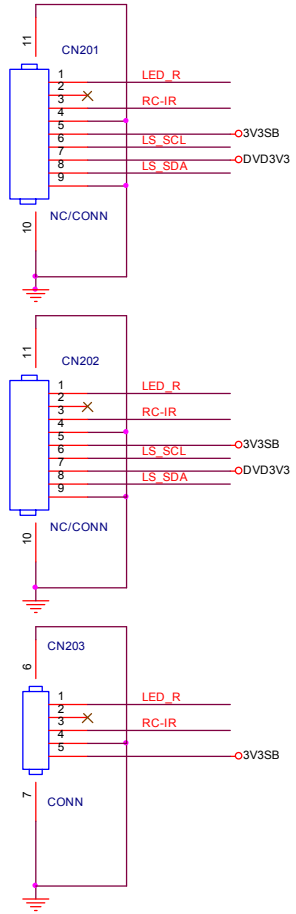 11
CN201
1 LED_R
2
3 RC-IR
4
5 3V3SB
6 LS_SCL
7 DVD3V3
8 LS_SDA
9
10
NC/CONN
11
CN202
1 LED_R
2
3 RC-IR
4
5 3V3SB
6 LS_SCL
7 DVD3V3
8 LS_SDA
9
10
NC/CONN
6
CN203
1 LED_R
2
3 RC-IR
4
5 3V3SB
7
CONN